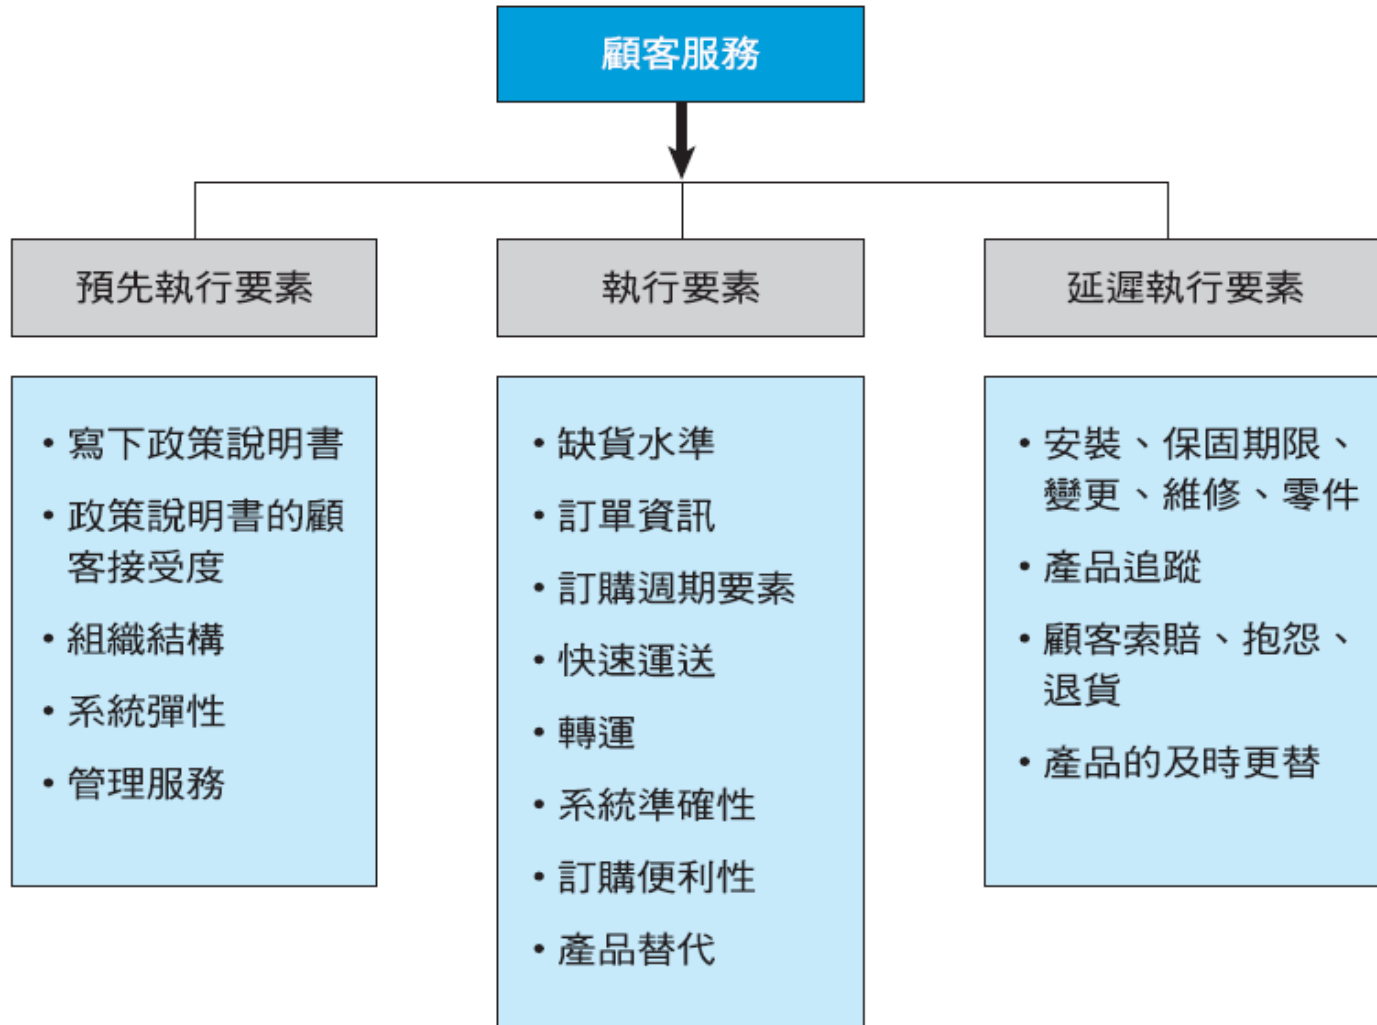 顧客服務
預先執行要素
執行要素
延遲執行要素
•寫下政策說明書
•政策說明書的顧
客接受度
•組織結構
•系統彈性
•管理服務
•缺貨水準
•訂單資訊
•訂購週期要素
•快速運送
•轉運
•系統準確性
•訂購便利性
•產品替代
•安裝、保固期限、
變更、維修、零件
•產品追蹤
•顧客索賠、抱怨、
退貨
•產品的及時更替